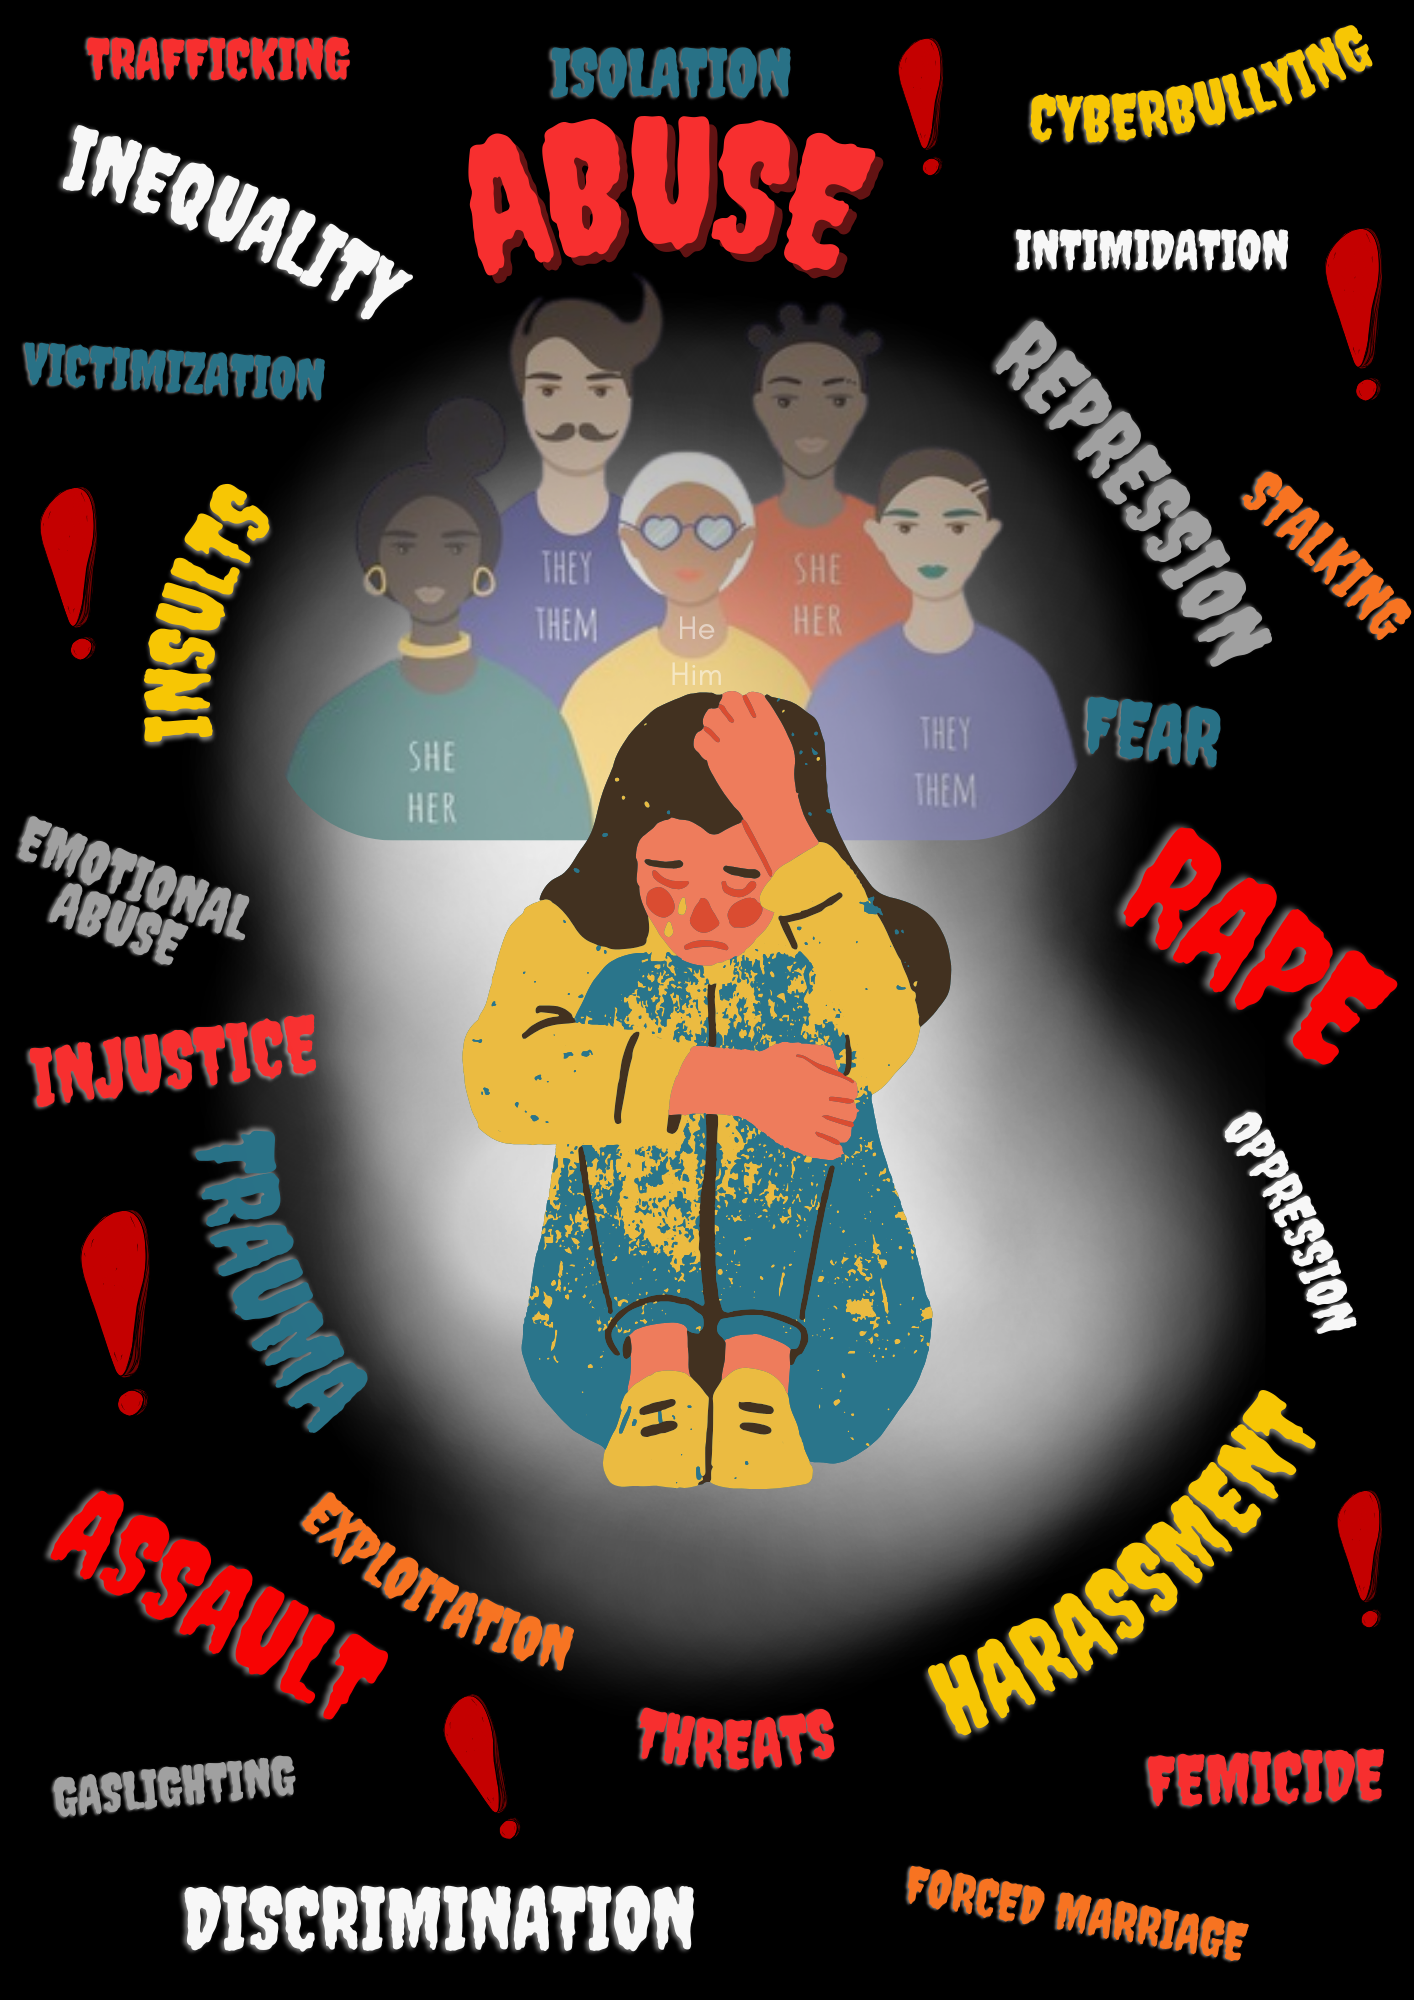 TRAFFICKING
ISOLATION
CYBERBULLYING
ABUSE
INEQUALITY
INTIMIDATION
VICTIMIZATION
REPRESSION
STALKING
INSULTS
THEY
THEM
SHE
HER
He
Him
SHE
HER
THEY
THEM
FEAR
EMOTIONAL
ABUSE
RAPE
INJUSTICE
TRAUMA
OPPRESSION
ASSAULT
EXPLOITATION
HARASSMENT
THREATS
GASLIGHTING
FEMICIDE
DISCRIMINATION
FORCED MARRIAGE